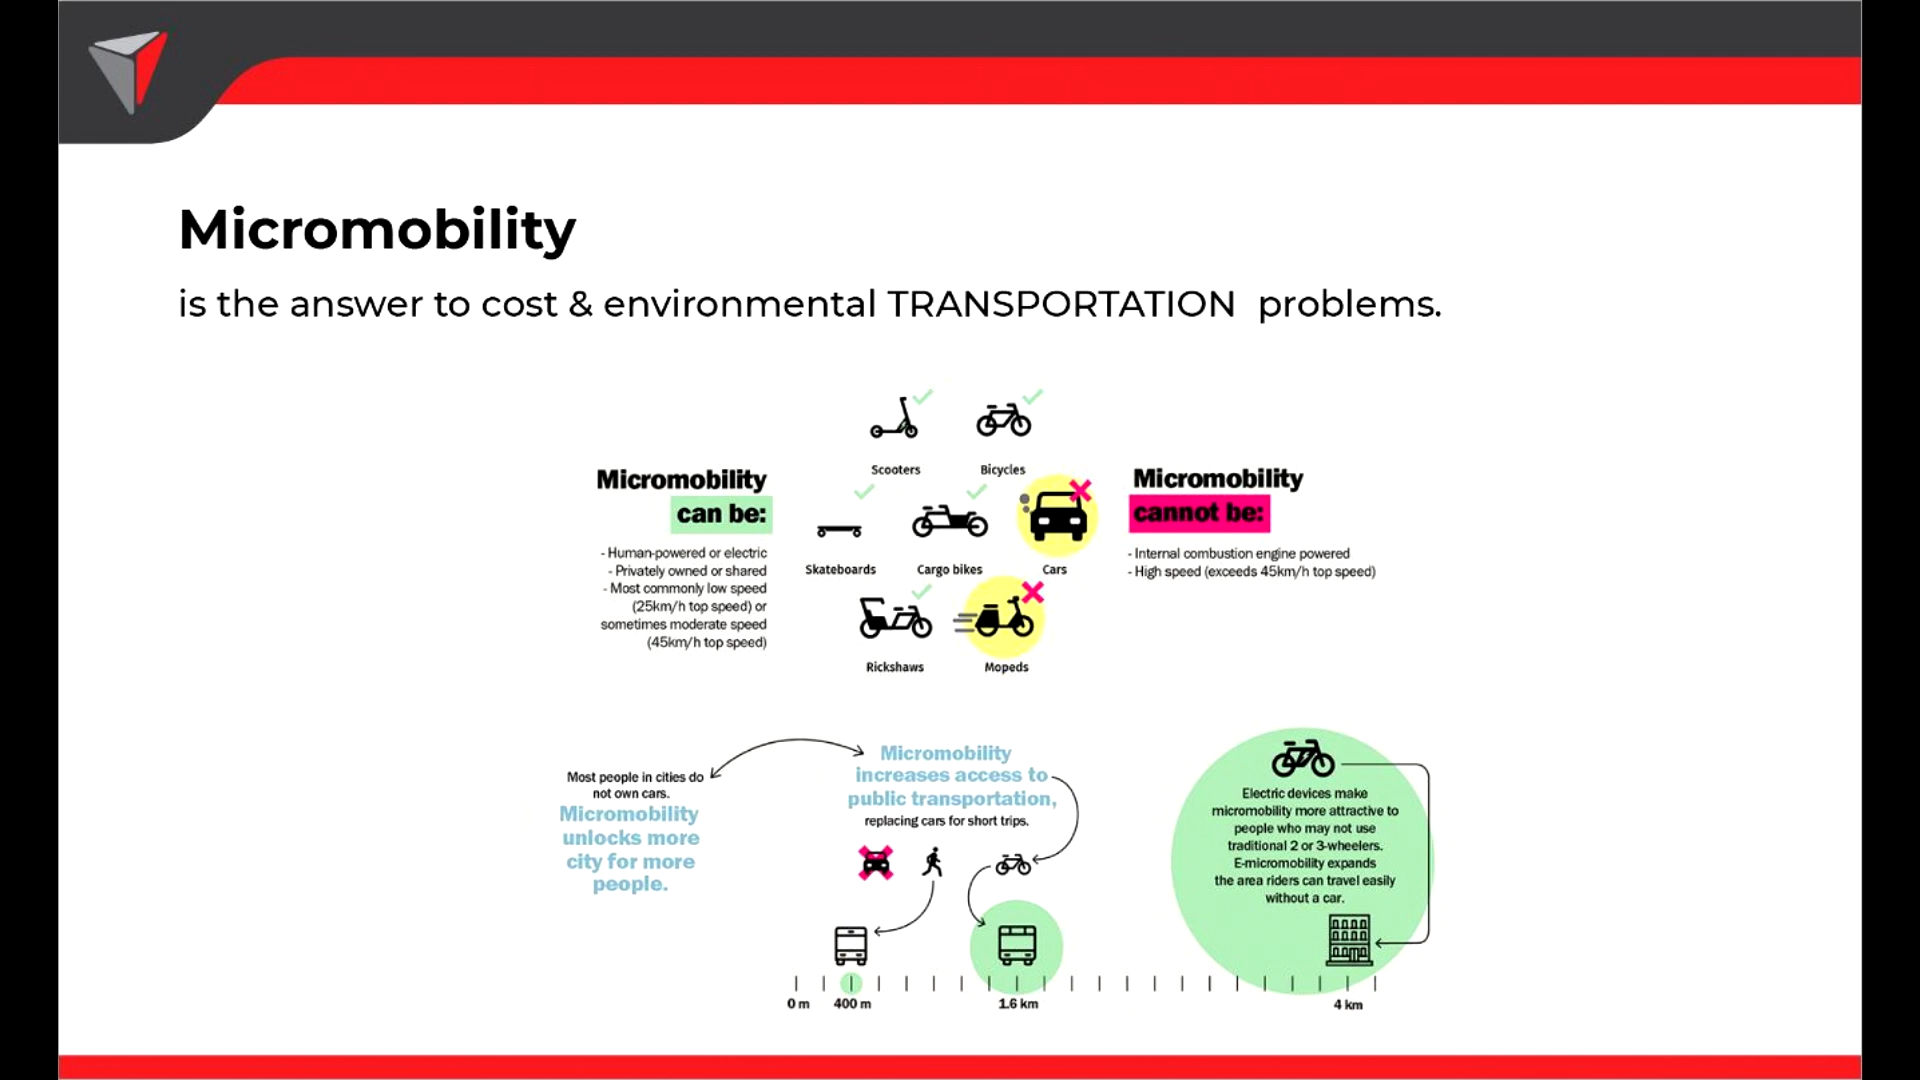 Micromobility
is the answer to cost & environmental TRANSPORTATION problems.
Scooters
Bicycles
Micromobility
can be:
- Human-powered or electric
- Privately owned or shared
- Most commonly low speed
(25km/h top speed) or
sometimes moderate speed
(45km/h top speed)
Skateboards
Cargo bikes
Cars
Rickshaws
Mopeds
Micromobility
cannot be:
- Internal combustion engine powered
- High speed (exceeds 45km/h top speed)
Most people in cities do
not own cars.
Micromobility
unlocks more
city for more
people.
Micromobility
increases access to
public transportation,
replacing cars for short trips.
Electric devices make
micromobility more attractive to
people who may not use
traditional 2 or 3-wheelers.
E-micromobility expands
the area riders can travel easily
without a car.
0 m
400 m
1.6 km
4 km